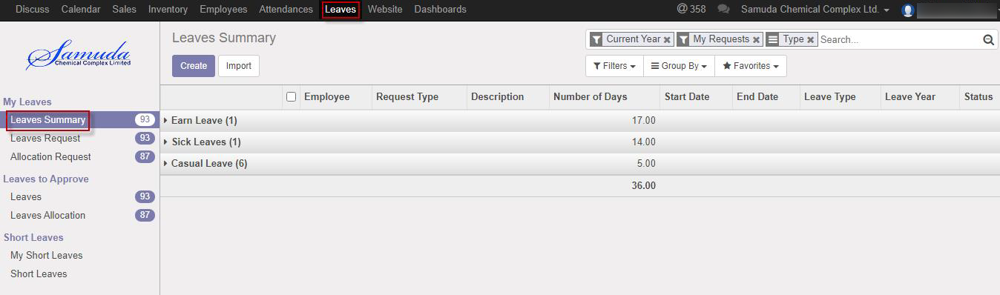 Discuss Calendar Sales Inventory Employees Attendances Leaves Website Dashboards @ 358 Samuda Chemical Complex Ltd.
Samuda
Chemical Complex Limited
Leaves Summary
Current Year My Requests Type Search...
Create Import
Filters Group By Favorites
My Leaves
Leaves Summary 93
Leaves Request 93
Allocation Request 87
Leaves to Approve
Leaves 93
Leaves Allocation 87
Short Leaves
My Short Leaves
Short Leaves
Employee Request Type Description Number of Days Start Date End Date Leave Type Leave Year Status
Earn Leave (1) 17.00
Sick Leaves (1) 14.00
Casual Leave (6) 5.00
36.00